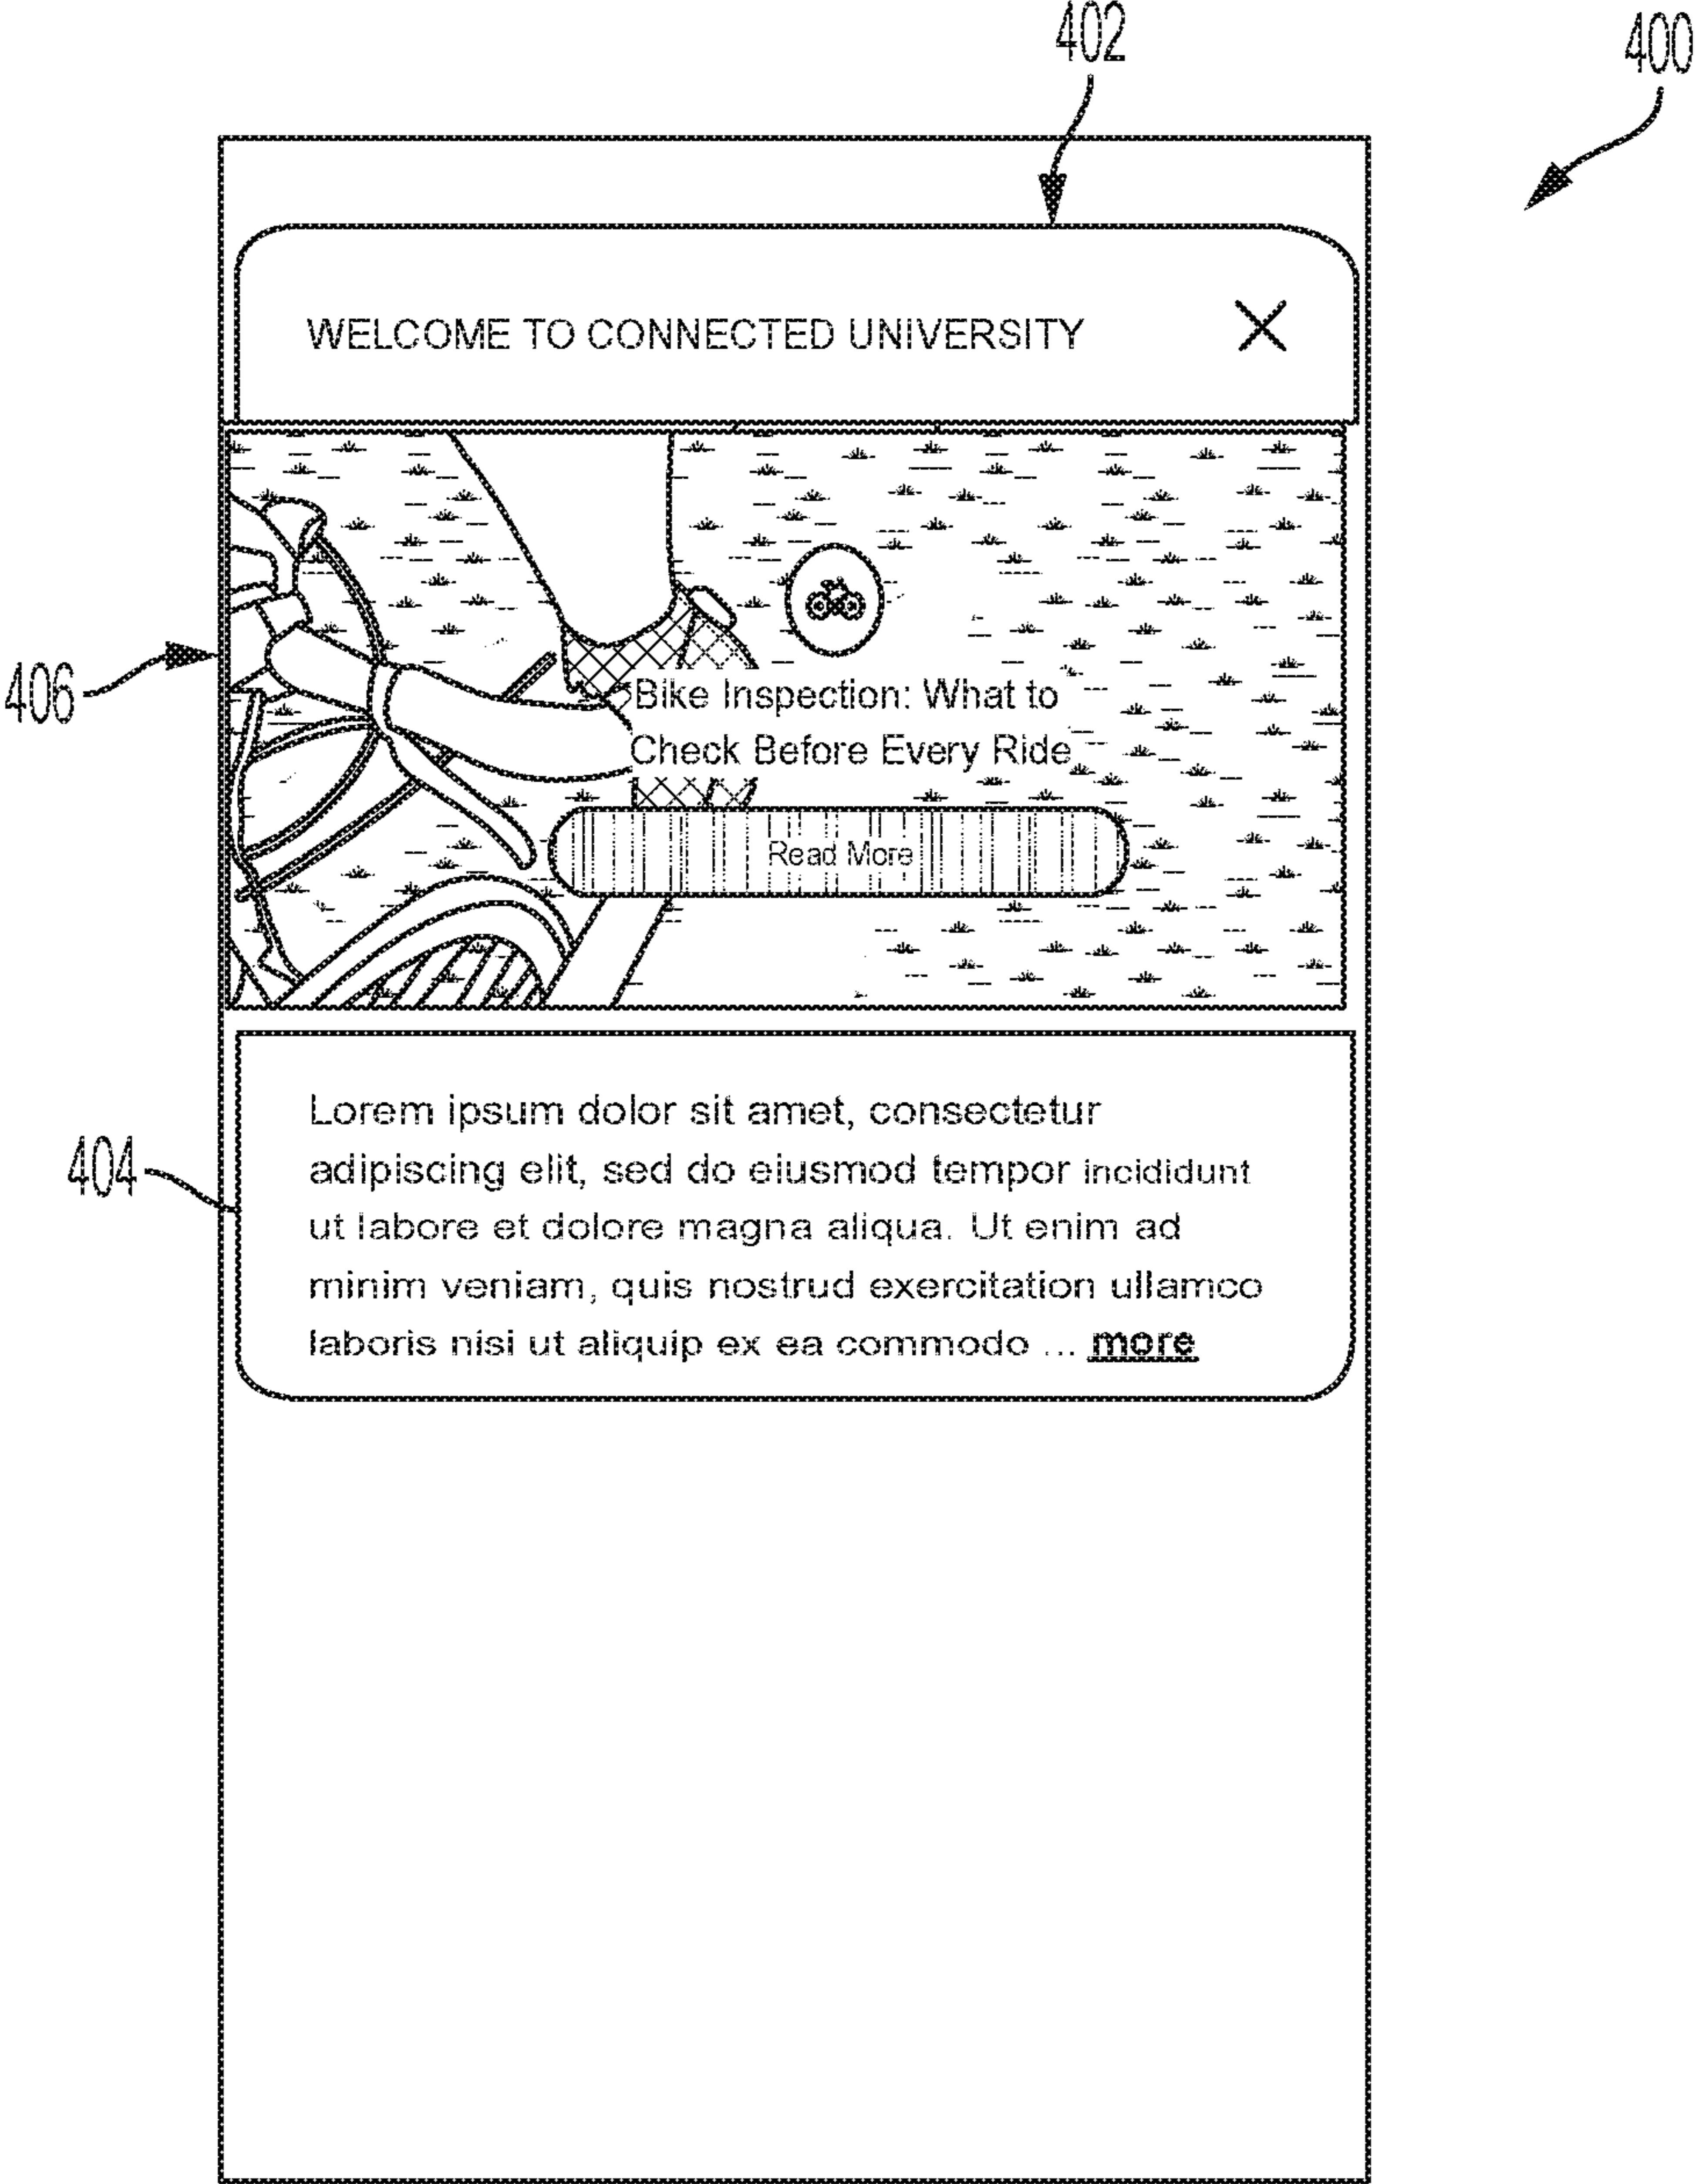 402
400
WELCOME TO CONNECTED UNIVERSITY
406
Bike Inspection: What to
Check Before Every Ride
Read More
404
Lorem ipsum dolor sit amet, consectetur
adipiscing elit, sed do eiusmod tempor incididunt
ut labore et dolore magna aliqua. Ut enim ad
minim veniam, quis nostrud exercitation ullamco
laboris nisi ut aliquip ex ea commodo ... more